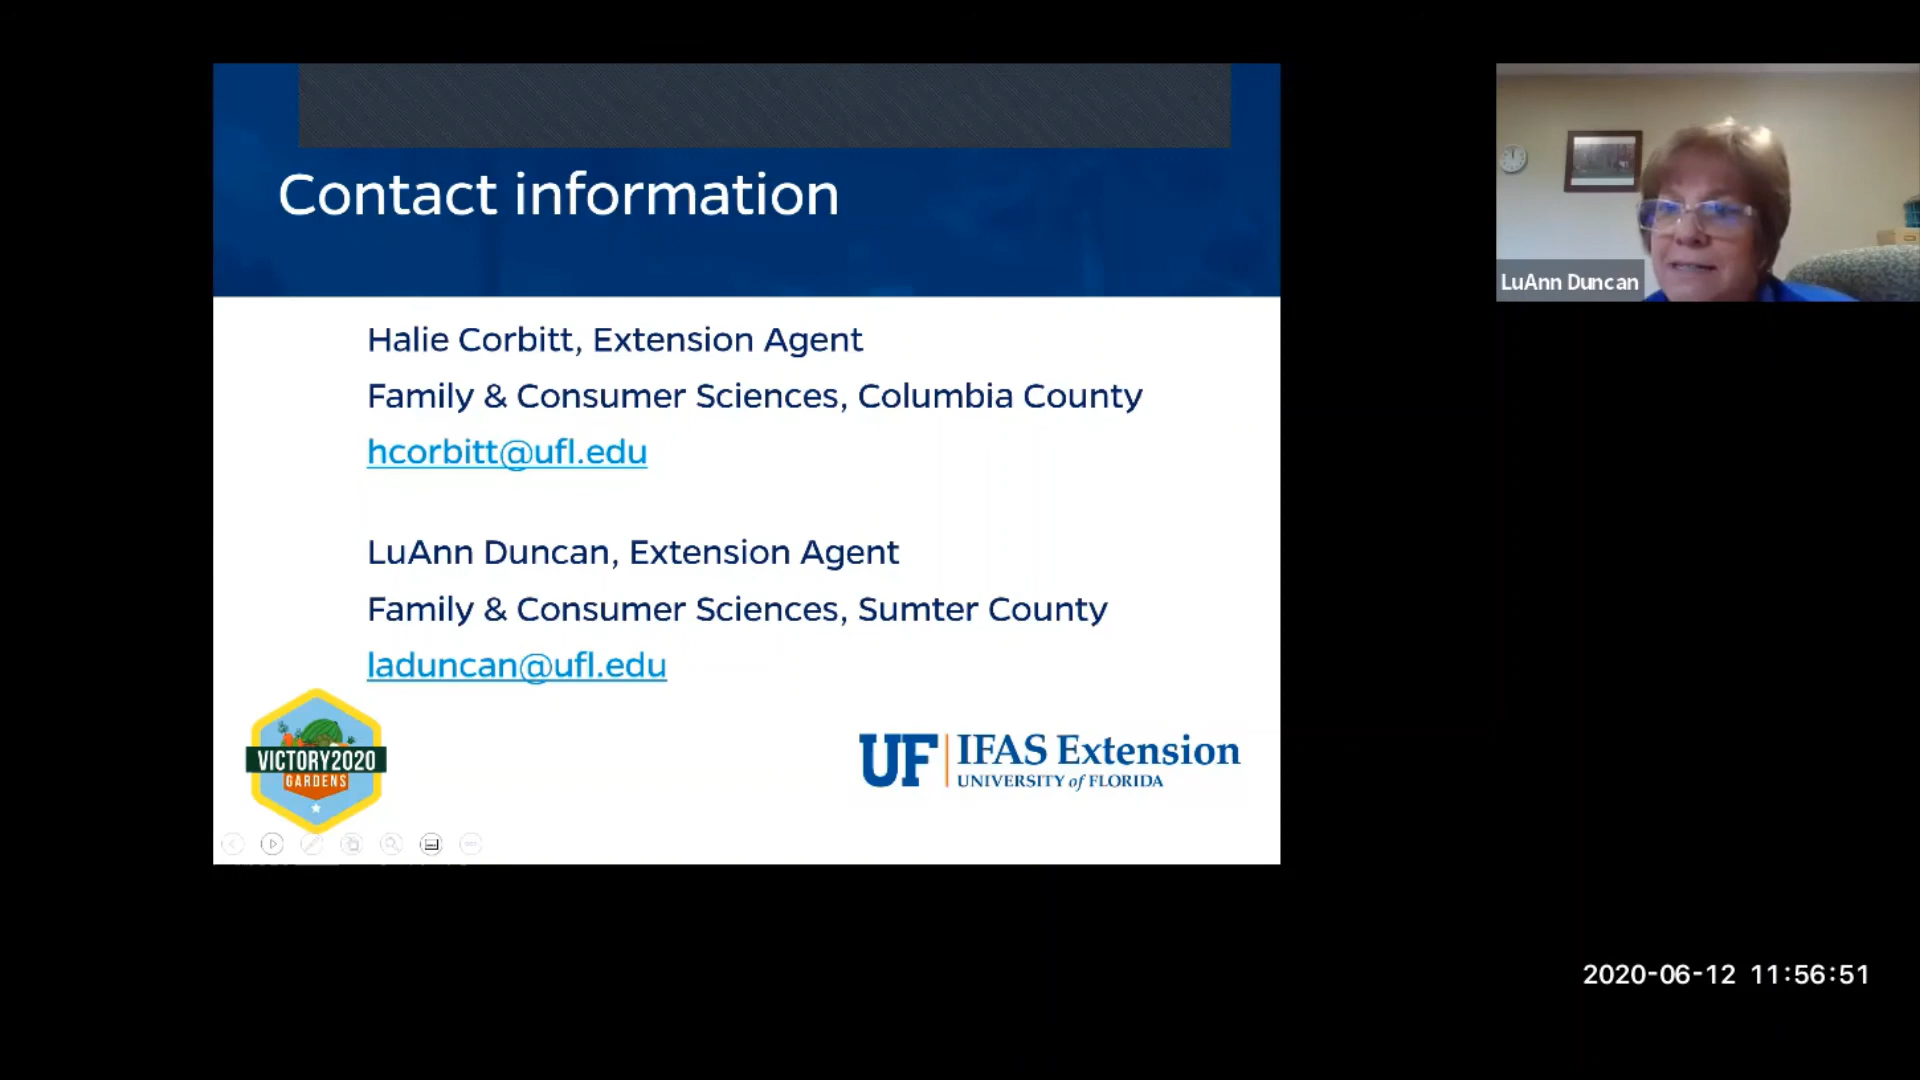 Contact information
Halie Corbitt, Extension Agent
Family & Consumer Sciences, Columbia County
hcorbitt@ufl.edu
LuAnn Duncan, Extension Agent
Family & Consumer Sciences, Sumter County
laduncan@ufl.edu
VICTORY2020
GARDENS
UF IFAS Extension
UNIVERSITY of FLORIDA
LuAnn Duncan
2020-06-12 11:56:51